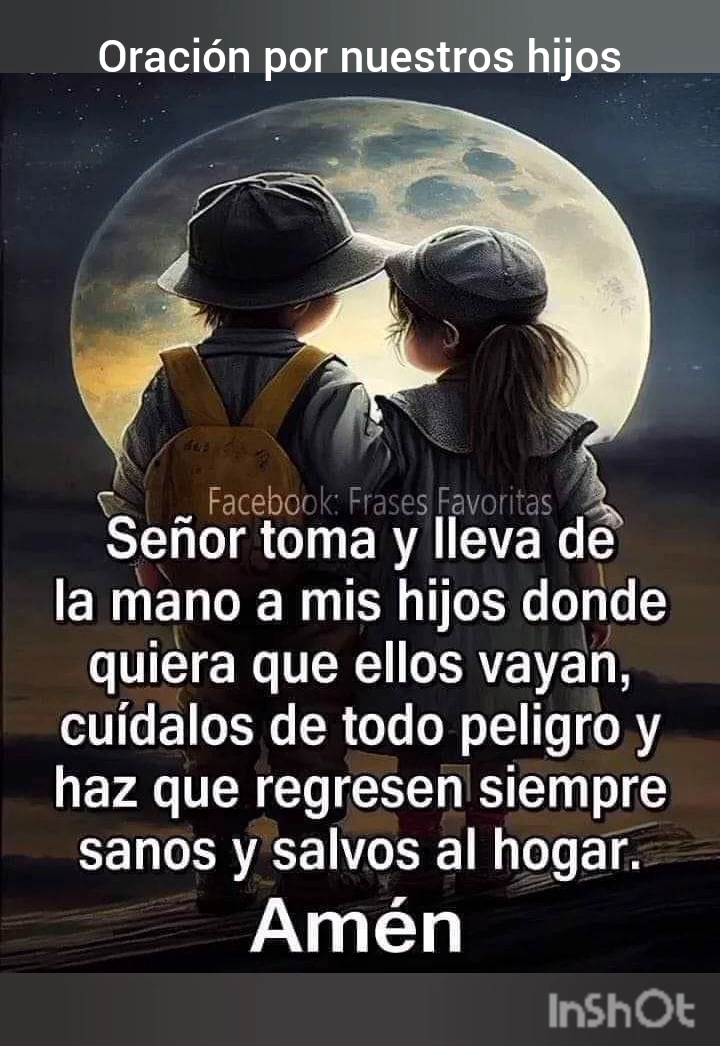 Oración por nuestros hijos
Facebook: Frases Favoritas
Señor toma y lleva de
la mano a mis hijos donde
quiera que ellos vayan,
cuídalos de todo peligro y
haz que regresen siempre
sanos y salvos al hogar.
Amén
InShOt